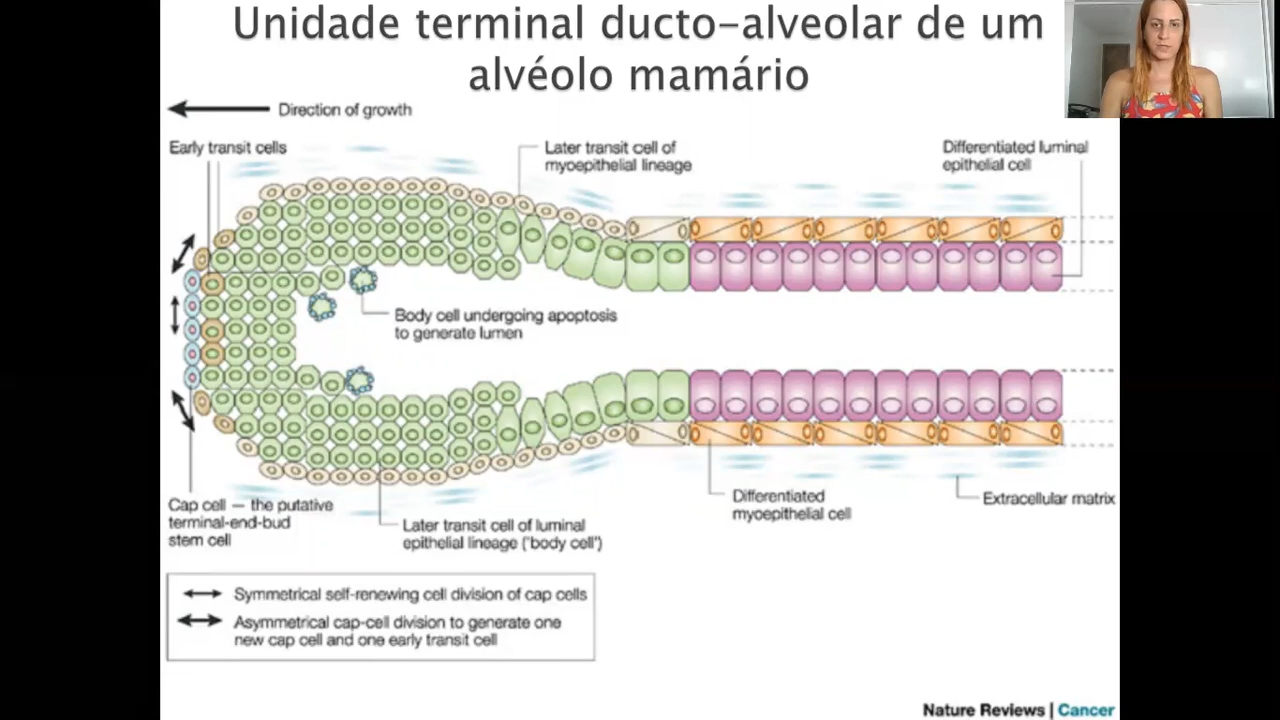 Unidade terminal ducto-alveolar de um
alvéolo mamário
Direction of growth
Early transit cells
Later transit cell of
myoepithelial lineage
Differentiated luminal
epithelial cell
Body cell undergoing apoptosis
to generate lumen
Cap cell — the putative
terminal-end-bud
stem cell
Later transit cell of luminal
epithelial lineage ('body cell')
Differentiated
myoepithelial cell
Extracellular matrix
Symmetrical self-renewing cell division of cap cells
Asymmetrical cap-cell division to generate one
new cap cell and one early transit cell
Nature Reviews | Cancer